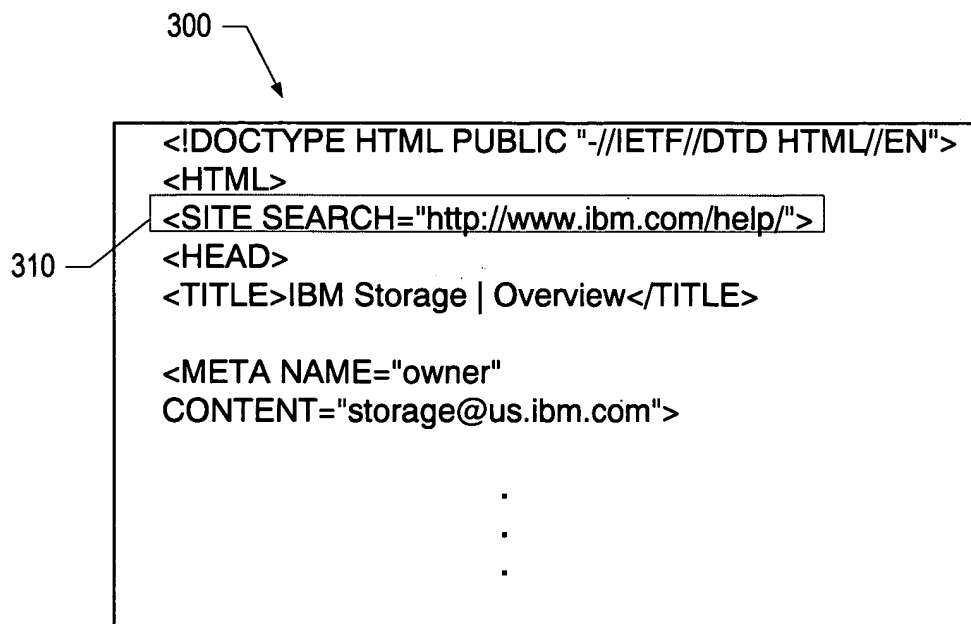 300
<!DOCTYPE HTML PUBLIC "-//IETF//DTD HTML//EN">
<HTML>
<SITE SEARCH="http://www.ibm.com/help/">
310
<HEAD>
<TITLE>IBM Storage | Overview</TITLE>
<META NAME="owner"
CONTENT="storage@us.ibm.com">
.
.
.